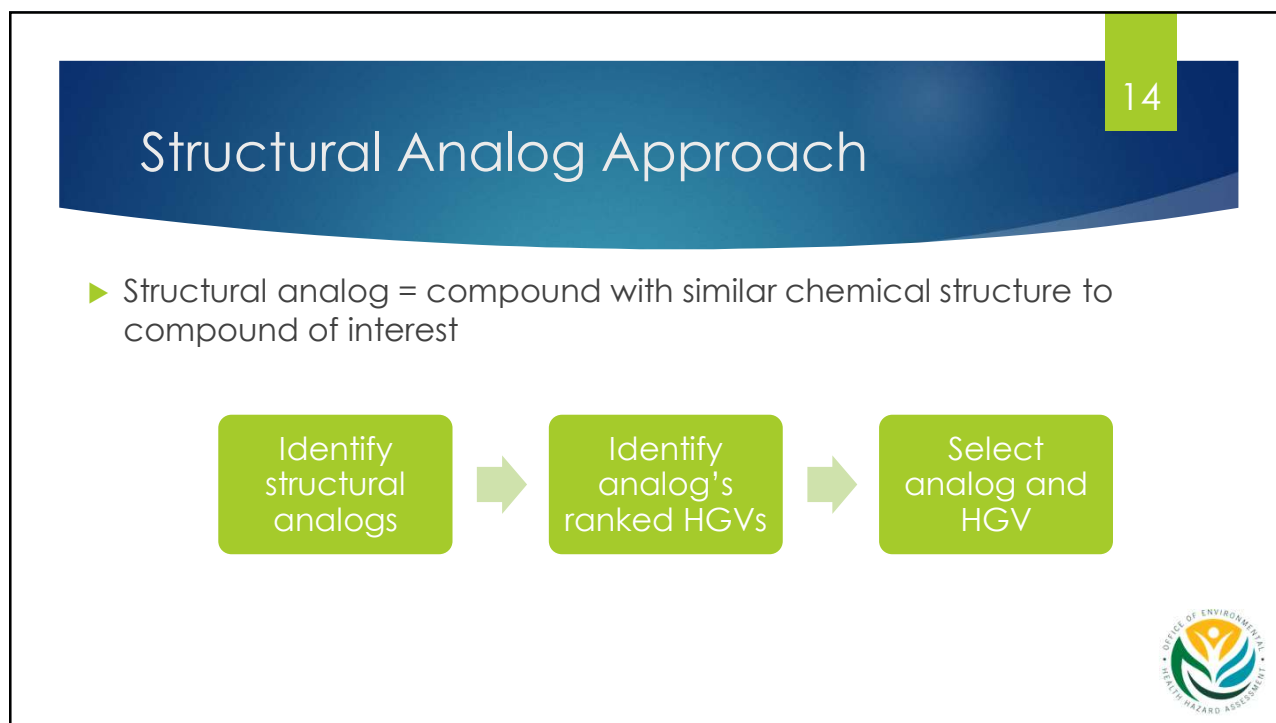 14
Structural Analog Approach
Structural analog = compound with similar chemical structure to
compound of interest
Identify
structural
analogs
Identify
analog’s
ranked HGVs
Select
analog and
HGV
OFFICE OF ENVIRONMENTAL
HEALTH HAZARD ASSESSMENT